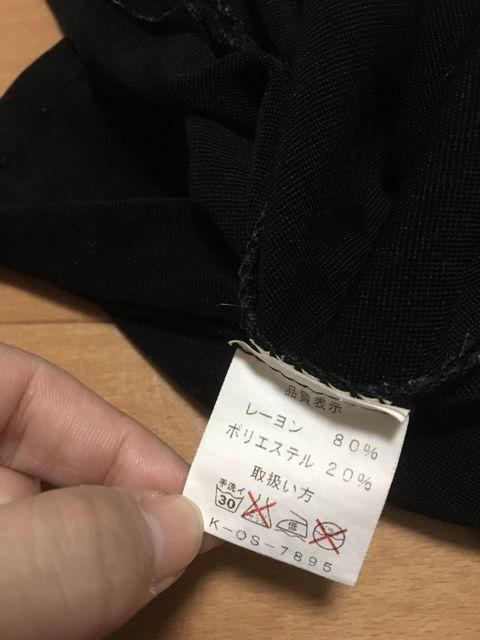 品質表示
レーヨン 80%
ポリエステル 20%
取扱い方
手洗イ
30 低
K-OS-7895